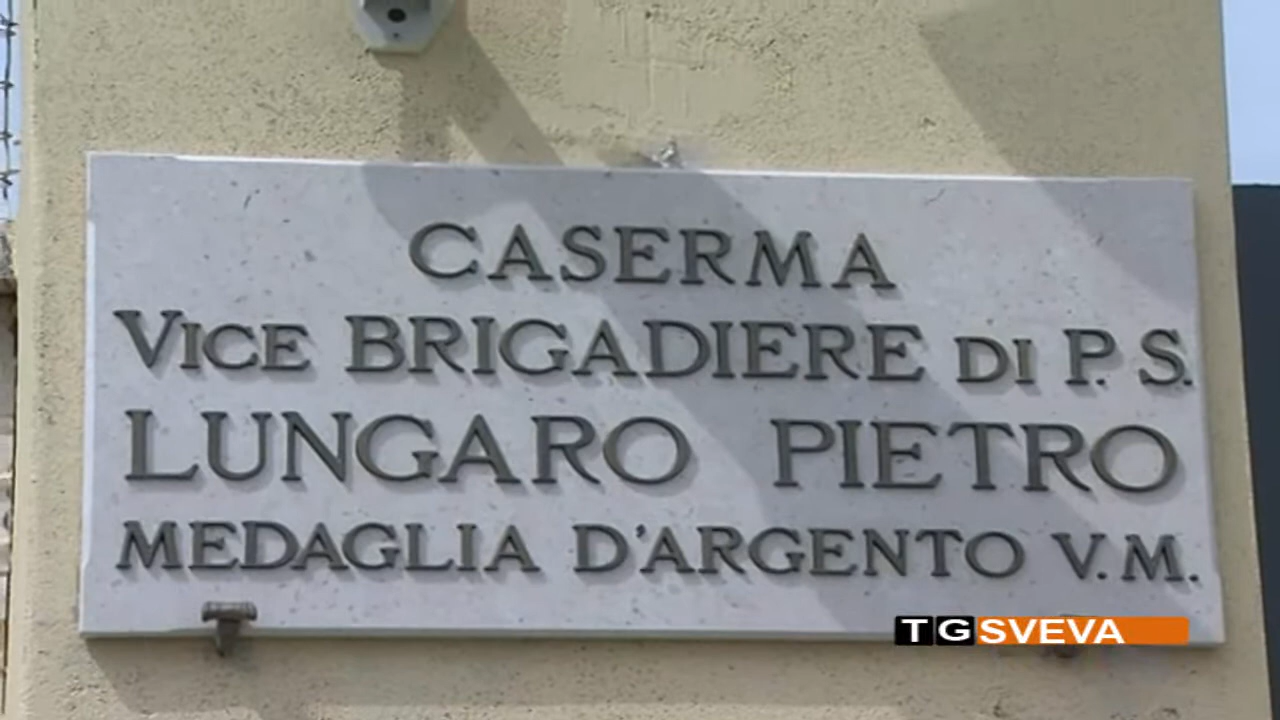 CASERMA
VICE BRIGADIERE DI P.S.
LUNGARO PIETRO
MEDAGLIA D'ARGENTO V.M.
TGSVEVA